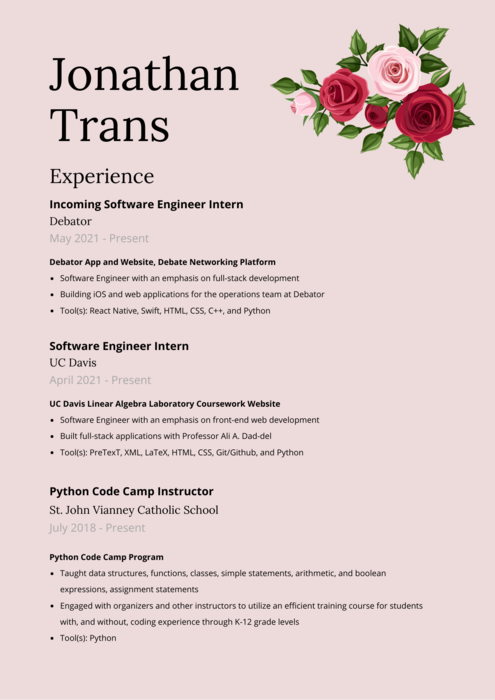 Jonathan
Trans
Experience
Incoming Software Engineer Intern
Debator
May 2021 - Present
Debator App and Website, Debate Networking Platform
• Software Engineer with an emphasis on full-stack development
• Building iOS and web applications for the operations team at Debator
• Tool(s): React Native, Swift, HTML, CSS, C++, and Python
Software Engineer Intern
UC Davis
April 2021 - Present
UC Davis Linear Algebra Laboratory Coursework Website
• Software Engineer with an emphasis on front-end web development
• Built full-stack applications with Professor Ali A. Dad-del
• Tool(s): PreTexT, XML, LaTeX, HTML, CSS, Git/Github, and Python
Python Code Camp Instructor
St. John Vianney Catholic School
July 2018 - Present
Python Code Camp Program
• Taught data structures, functions, classes, simple statements, arithmetic, and boolean
expressions, assignment statements
• Engaged with organizers and other instructors to utilize an efficient training course for students
with, and without, coding experience through K-12 grade levels
• Tool(s): Python